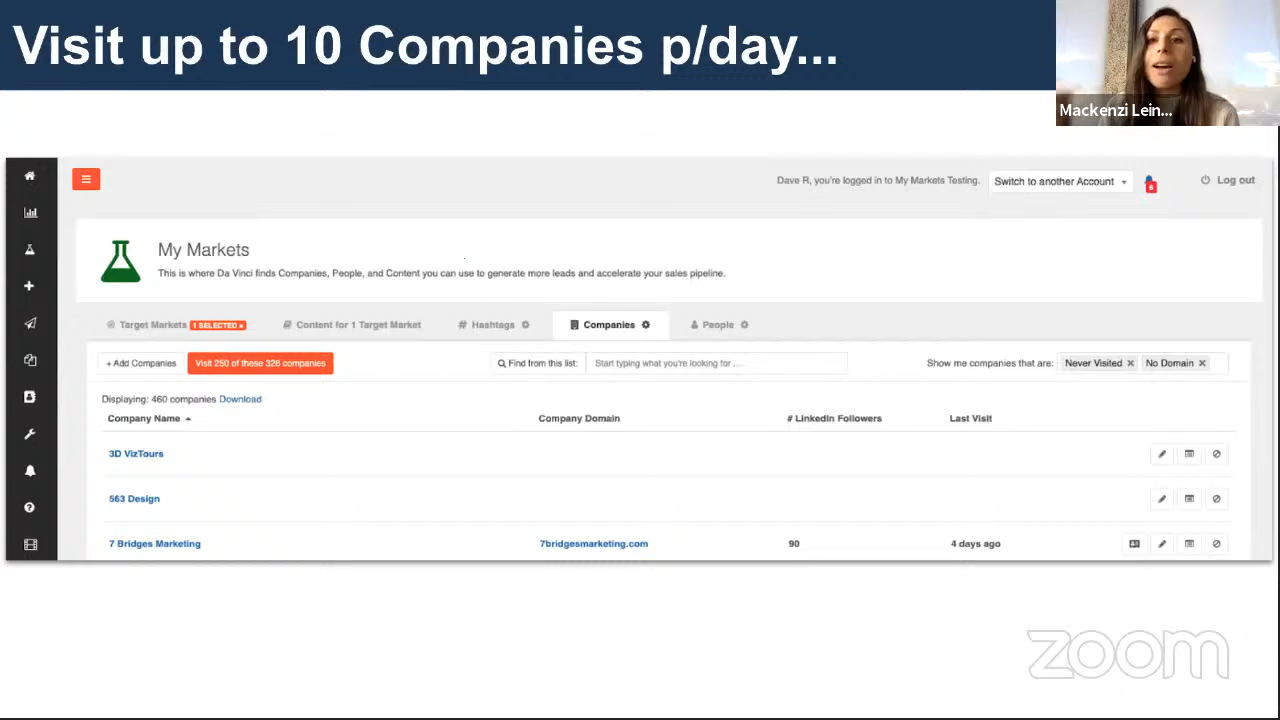 Visit up to 10 Companies p/day...
Mackenzi Lein...
Dave R, you're logged in to My Markets Testing.
Switch to another Account
6
Log out
My Markets
This is where Da Vinci finds Companies, People, and Content you can use to generate more leads and accelerate your sales pipeline.
Target Markets 1 SELECTED x
Content for 1 Target Market
# Hashtags
Companies
People
+ Add Companies
Visit 250 of these 326 companies
Find from this list:
Start typing what you're looking for ....
Show me companies that are:
Never Visited x
No Domain x
Displaying: 460 companies Download
Company Name
Company Domain
# LinkedIn Followers
Last Visit
3D VizTours
563 Design
7 Bridges Marketing
7bridgesmarketing.com
90
4 days ago
zoom